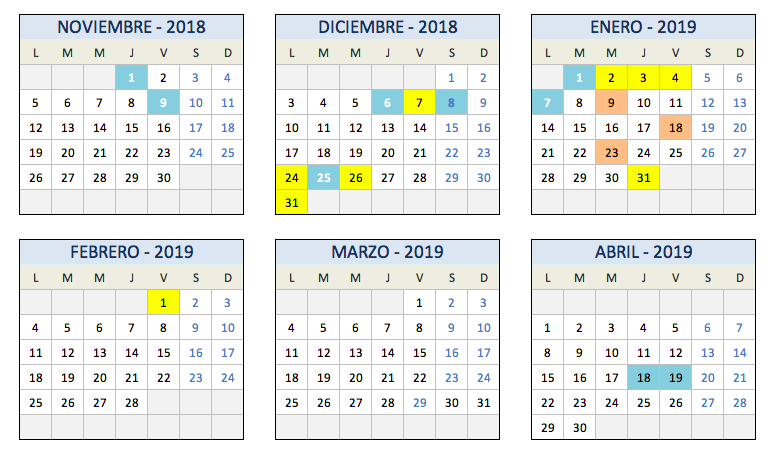 NOVIEMBRE - 2018
L M M J V S D
1 2 3 4
5 6 7 8 9 10 11
12 13 14 15 16 17 18
19 20 21 22 23 24 25
26 27 28 29 30
DICIEMBRE - 2018
L M M J V S D
1 2
3 4 5 6 7 8 9
10 11 12 13 14 15 16
17 18 19 20 21 22 23
24 25 26 27 28 29 30
31
ENERO - 2019
L M M J V S D
1 2 3 4 5 6
7 8 9 10 11 12 13
14 15 16 17 18 19 20
21 22 23 24 25 26 27
28 29 30 31
FEBRERO - 2019
L M M J V S D
1 2 3
4 5 6 7 8 9 10
11 12 13 14 15 16 17
18 19 20 21 22 23 24
25 26 27 28
MARZO - 2019
L M M J V S D
1 2 3
4 5 6 7 8 9 10
11 12 13 14 15 16 17
18 19 20 21 22 23 24
25 26 27 28 29 30 31
ABRIL - 2019
L M M J V S D
1 2 3 4 5 6 7
8 9 10 11 12 13 14
15 16 17 18 19 20 21
22 23 24 25 26 27 28
29 30